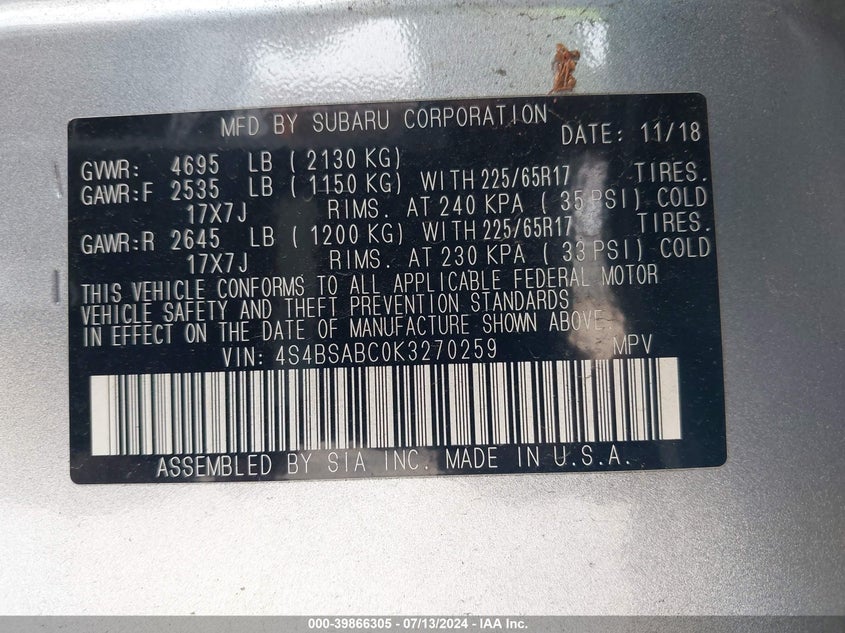 MFD BY SUBARU CORPORATION DATE: 11/18
GVWR: 4695 LB ( 2130 KG)
GAWR:F 2535 LB ( 1150 KG) WITH 225/65R17 TIRES.
17X7J RIMS. AT 240 KPA ( 35 PSI) COLD
GAWR:R 2645 LB ( 1200 KG) WITH 225/65R17 TIRES.
17X7J RIMS. AT 230 KPA ( 33 PSI) COLD
THIS VEHICLE CONFORMS TO ALL APPLICABLE FEDERAL MOTOR
VEHICLE SAFETY AND THEFT PREVENTION STANDARDS
IN EFFECT ON THE DATE OF MANUFACTURE SHOWN ABOVE.
VIN: 4S4BSABC0K3270259 MPV
ASSEMBLED BY SIA INC. MADE IN U.S.A.
000-39866305 - 07/13/2024 - IAA Inc.